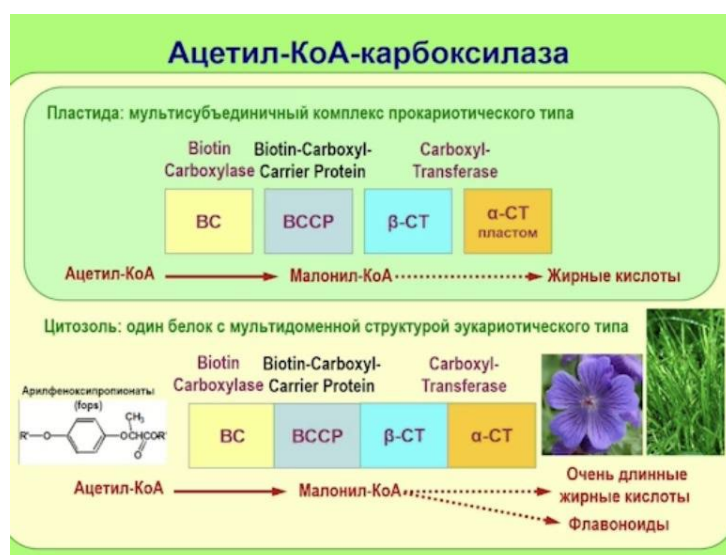 Ацетил-КоА-карбоксилаза
Пластида: мультисубъединичный комплекс прокариотического типа
Biotin
Carboxylase
Biotin-Carboxyl-
Carrier Protein
Carboxyl-
Transferase
BC
BCCP
β-CT
α-CT
пластом
Ацетил-КоА
Малонил-КоА
Жирные кислоты
Цитозоль: один белок с мультидоменной структурой эукариотического типа
Biotin
Carboxylase
Biotin-Carboxyl-
Carrier Protein
Carboxyl-
Transferase
Арилфеноксипропионаты
(fops)
CH₃
R'—O
OCHCOR'
O
BC
BCCP
β-CT
α-CT
Ацетил-КоА
Малонил-КоА
Очень длинные
жирные кислоты
Флавоноиды